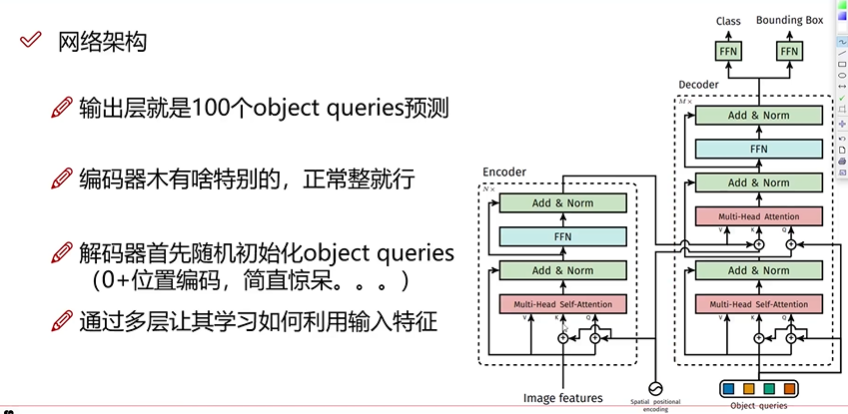 网络架构
输出层就是100个object queries预测
编码器木有啥特别的，正常整就行
解码器首先随机初始化object queries
（0+位置编码，简直惊呆。。。）
通过多层让其学习如何利用输入特征
Encoder
N×
Add & Norm
FFN
Add & Norm
Multi-Head Self-Attention
V K Q
Image features
Spatial positional
encoding
Class Bounding Box
FFN FFN
Decoder
M×
Add & Norm
FFN
Add & Norm
Multi-Head Attention
V K Q
Add & Norm
Multi-Head Self-Attention
V K Q
Object queries